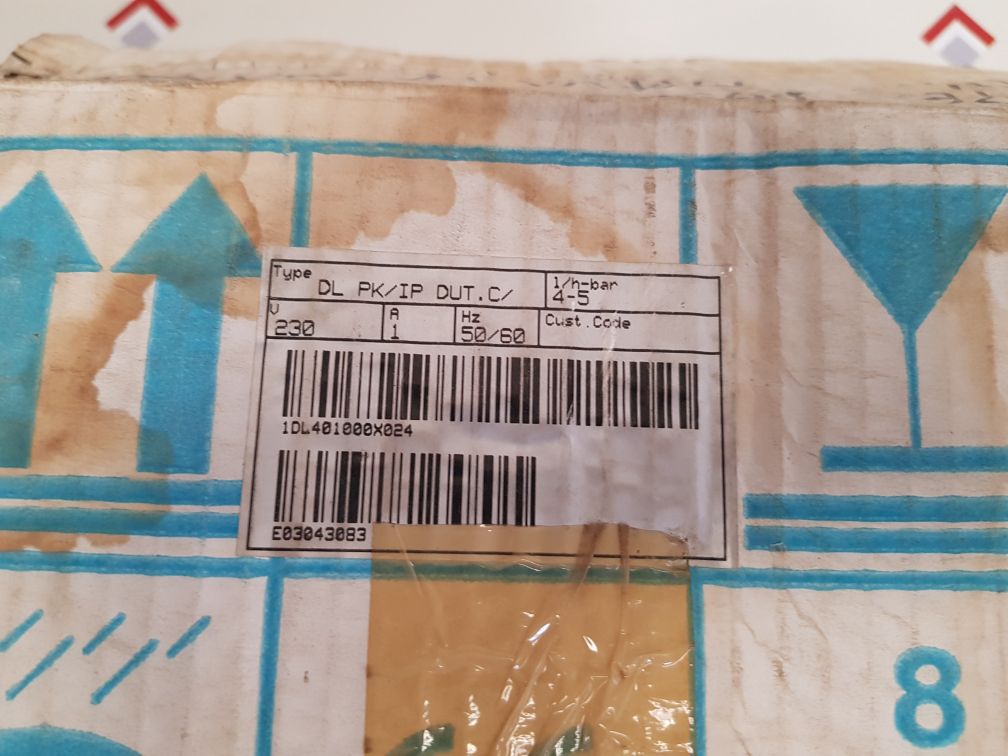 Type
DL PK/IP DUT.C/
l/h-bar
4-5
V
230
A
1
Hz
50/60
Cust.Code
1DL401000X024
E03043083
8